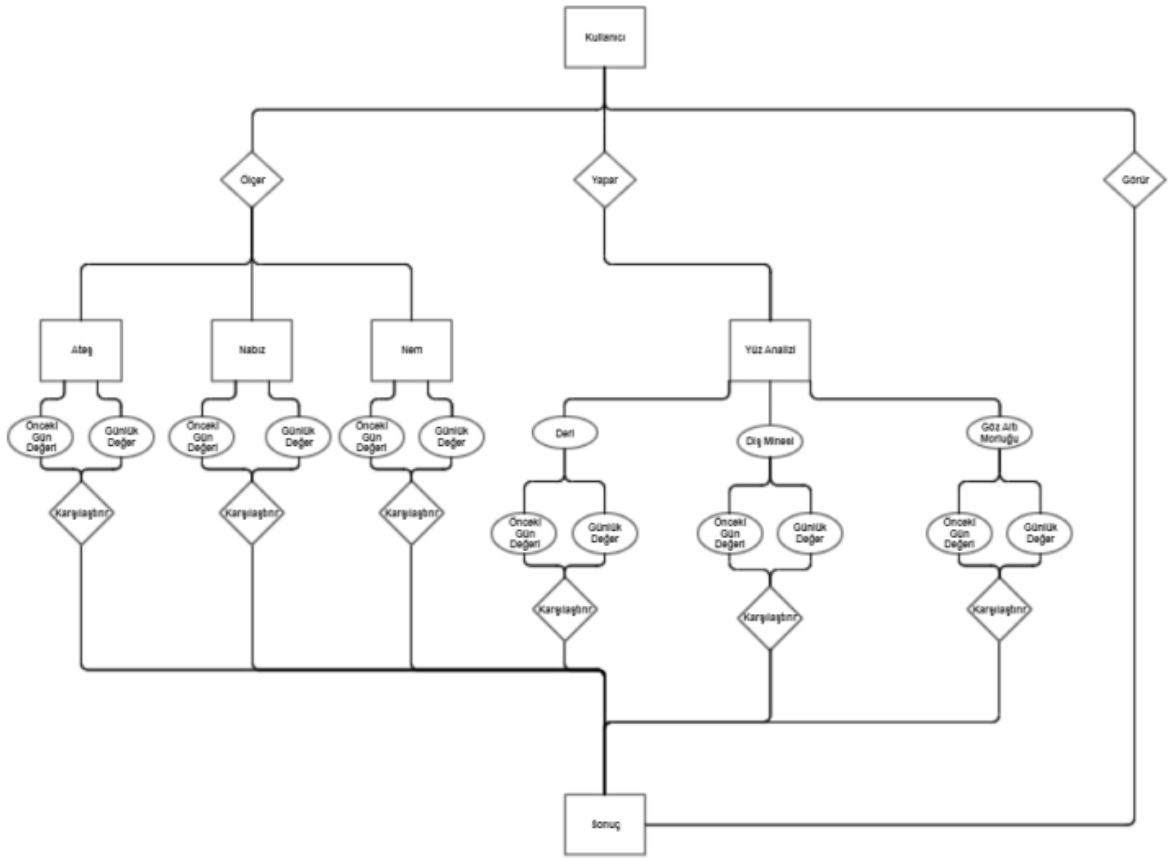 Kullanıcı
Ölçer
Yapar
Görür
Ateş
Nabız
Nem
Yüz Analizi
Önceki
Gün
Değeri
Günlük
Değer
Önceki
Gün
Değeri
Günlük
Değer
Önceki
Gün
Değeri
Günlük
Değer
Deri
Diş Minesi
Göz Altı
Morluğu
Karşılaştırır
Karşılaştırır
Karşılaştırır
Önceki
Gün
Değeri
Günlük
Değer
Önceki
Gün
Değeri
Günlük
Değer
Önceki
Gün
Değeri
Günlük
Değer
Karşılaştırır
Karşılaştırır
Karşılaştırır
Sonuç